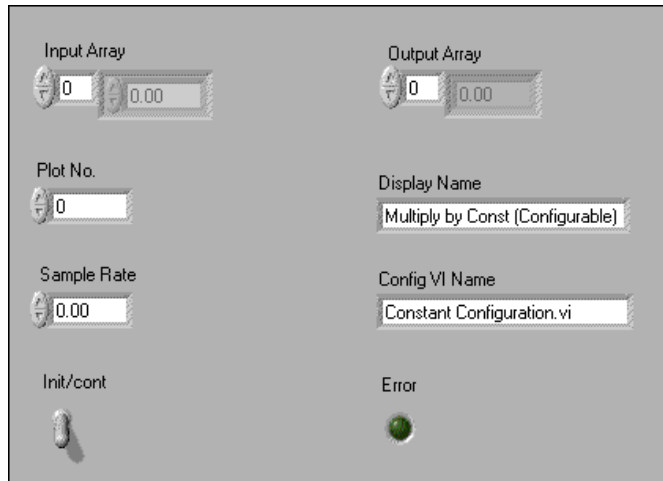 Input Array
0
0.00
Output Array
0
0.00
Plot No.
0
Display Name
Multiply by Const (Configurable)
Sample Rate
0.00
Config VI Name
Constant Configuration.vi
Init/cont
Error